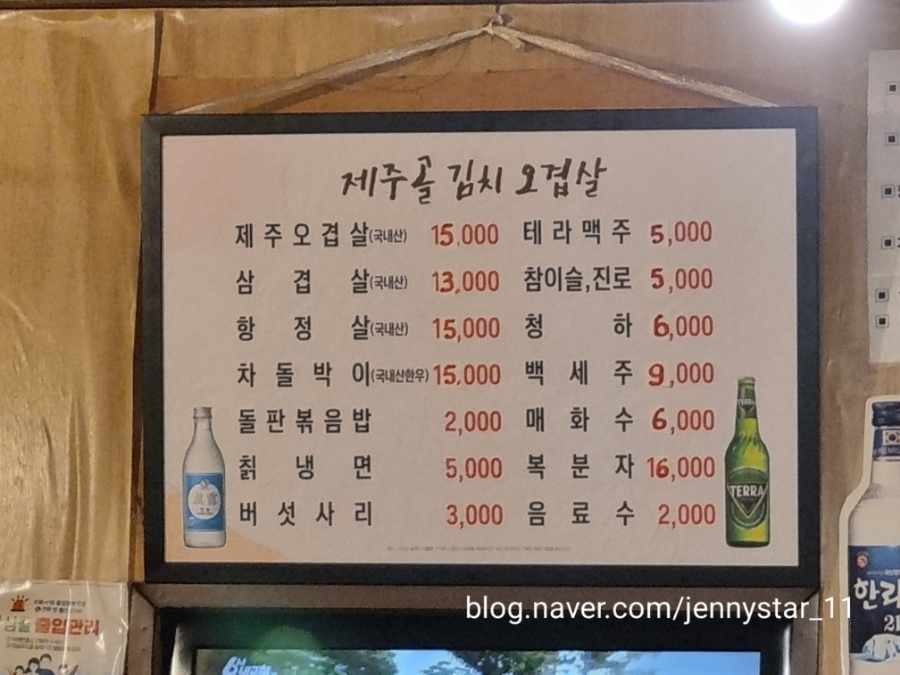 제주골 김치 오겹살
제주오겹살(국내산) 15,000
삼겹살(국내산) 13,000
항정살(국내산) 15,000
차돌박이(국내산한우) 15,000
돌판볶음밥 2,000
칡냉면 5,000
버섯사리 3,000
테라맥주 5,000
참이슬,진로 5,000
청하 6,000
백세주 9,000
매화수 6,000
복분자 16,000
음료수 2,000
TERRA
출입관리
한라
21
blog.naver.com/jennystar_11